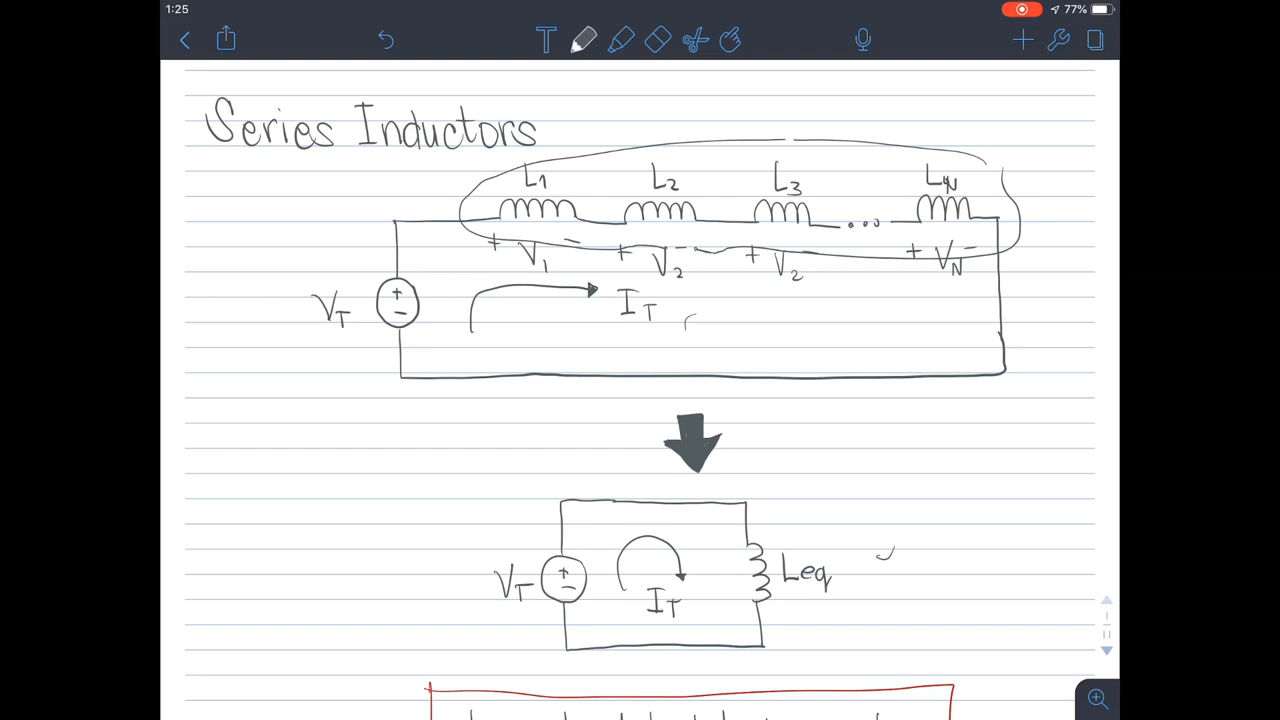 1:25 77%
T
Series Inductors
L1 L2 L3 LN
+ V1 - + V2 - + V2 + VN -
...
VT + - IT
VT + - IT Leq